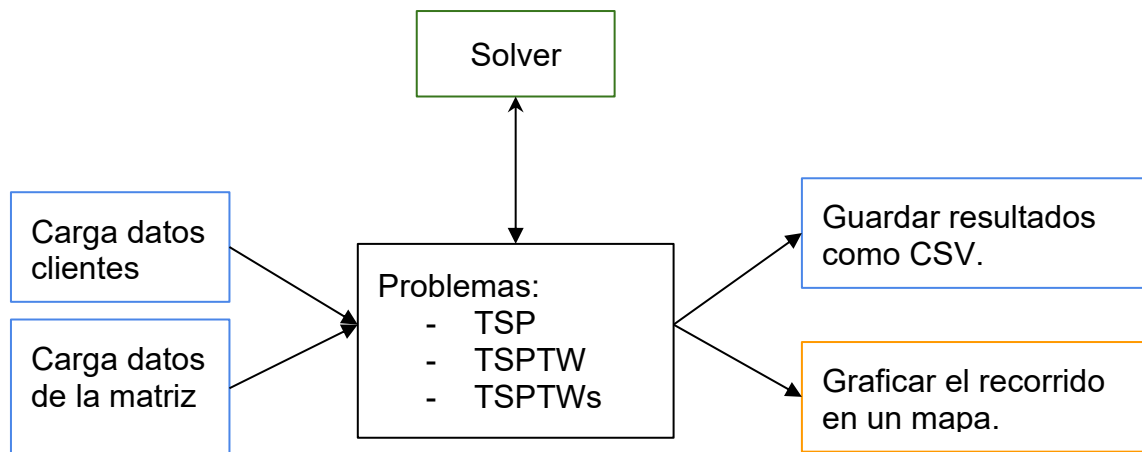 Solver
Carga datos
clientes
Carga datos
de la matriz
Problemas:
- TSP
- TSPTW
- TSPTWs
Guardar resultados
como CSV.
Graficar el recorrido
en un mapa.